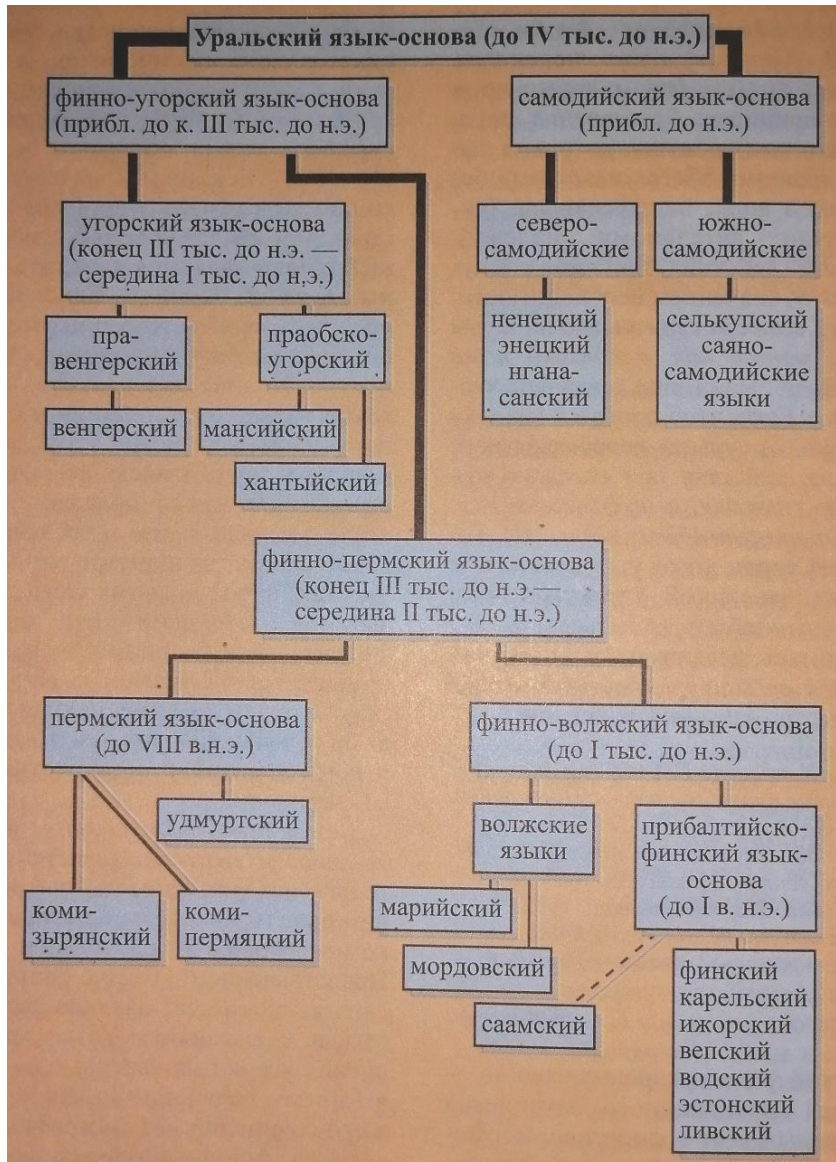 Уральский язык-основа (до IV тыс. до н.э.)
финно-угорский язык-основа
(прибл. до к. III тыс. до н.э.)
самодийский язык-основа
(прибл. до н.э.)
угорский язык-основа
(конец III тыс. до н.э. —
середина I тыс. до н.э.)
северо-
самодийские
южно-
самодийские
пра-
венгерский
праобско-
угорский
ненецкий
энецкий
нгана-
санский
селькупский
саяно-
самодийские
языки
венгерский
мансийский
хантыйский
финно-пермский язык-основа
(конец III тыс. до н.э.—
середина II тыс. до н.э.)
пермский язык-основа
(до VIII в.н.э.)
финно-волжский язык-основа
(до I тыс. до н.э.)
удмуртский
волжские
языки
прибалтийско-
финский язык-
основа
(до I в. н.э.)
коми-
зырянский
коми-
пермяцкий
марийский
мордовский
саамский
финский
карельский
ижорский
вепский
водский
эстонский
ливский